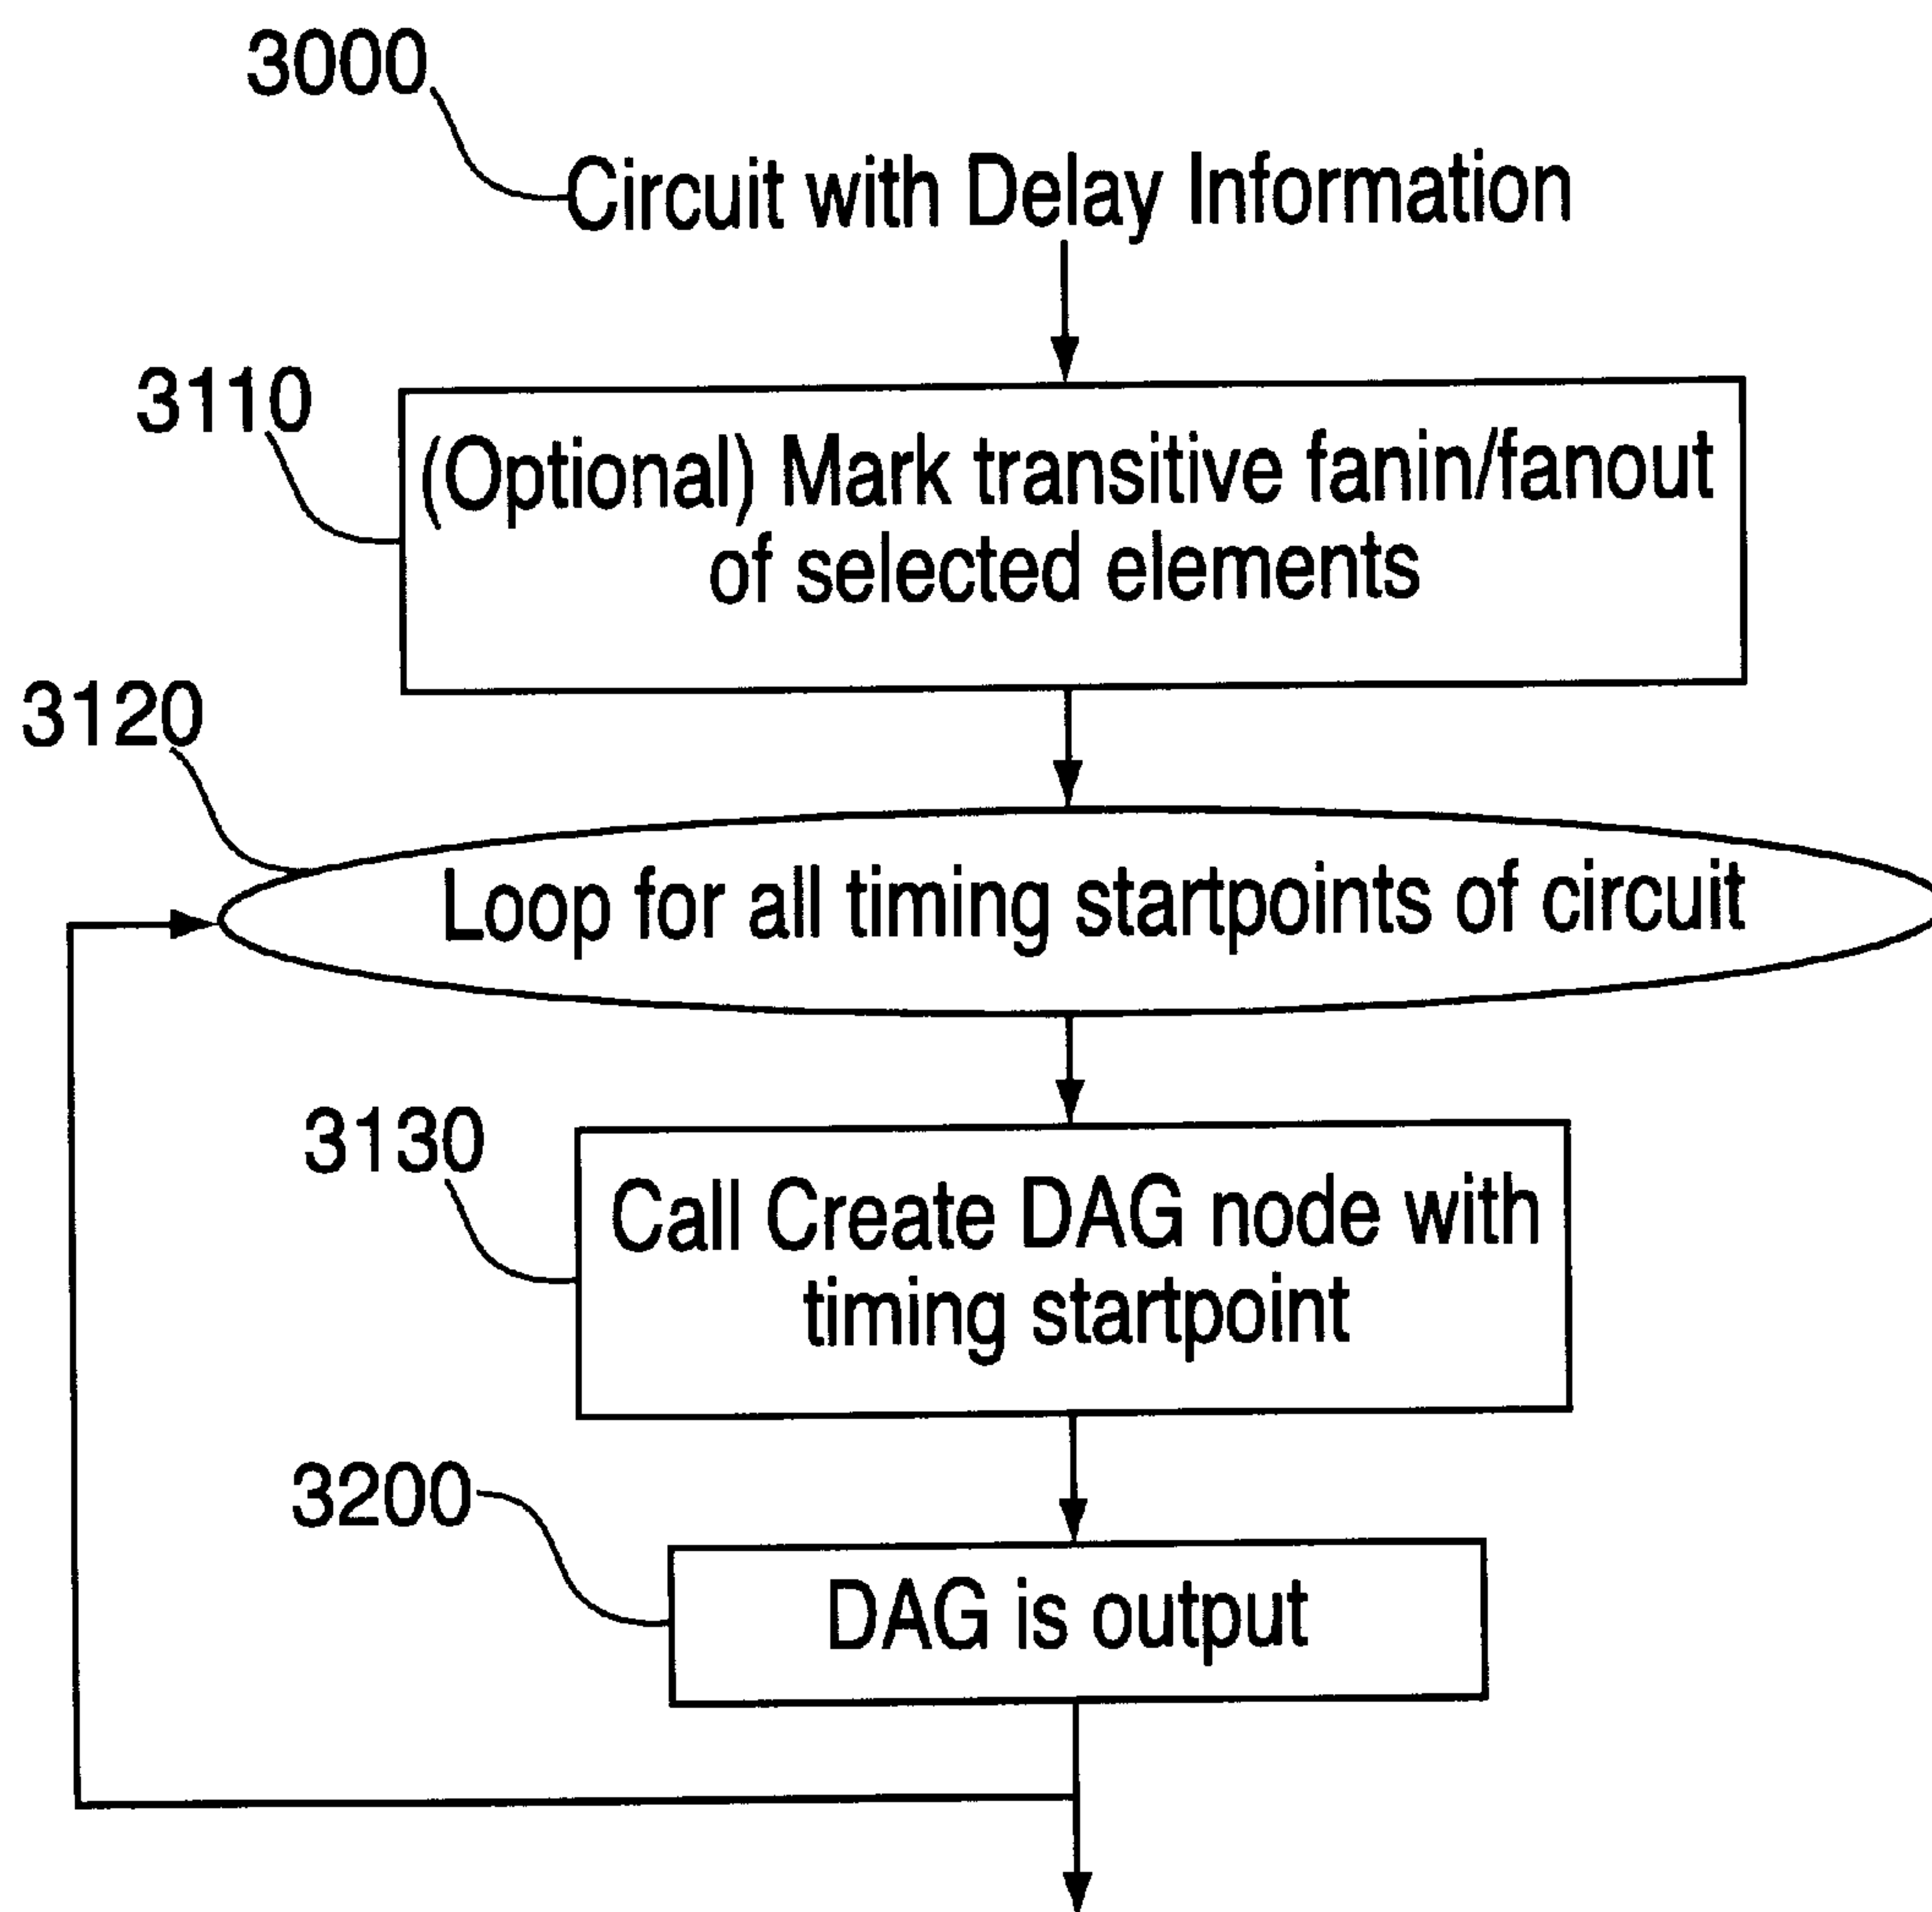 3000
Circuit with Delay Information
3110
(Optional) Mark transitive fanin/fanout
of selected elements
3120
Loop for all timing startpoints of circuit
3130
Call Create DAG node with
timing startpoint
3200
DAG is output